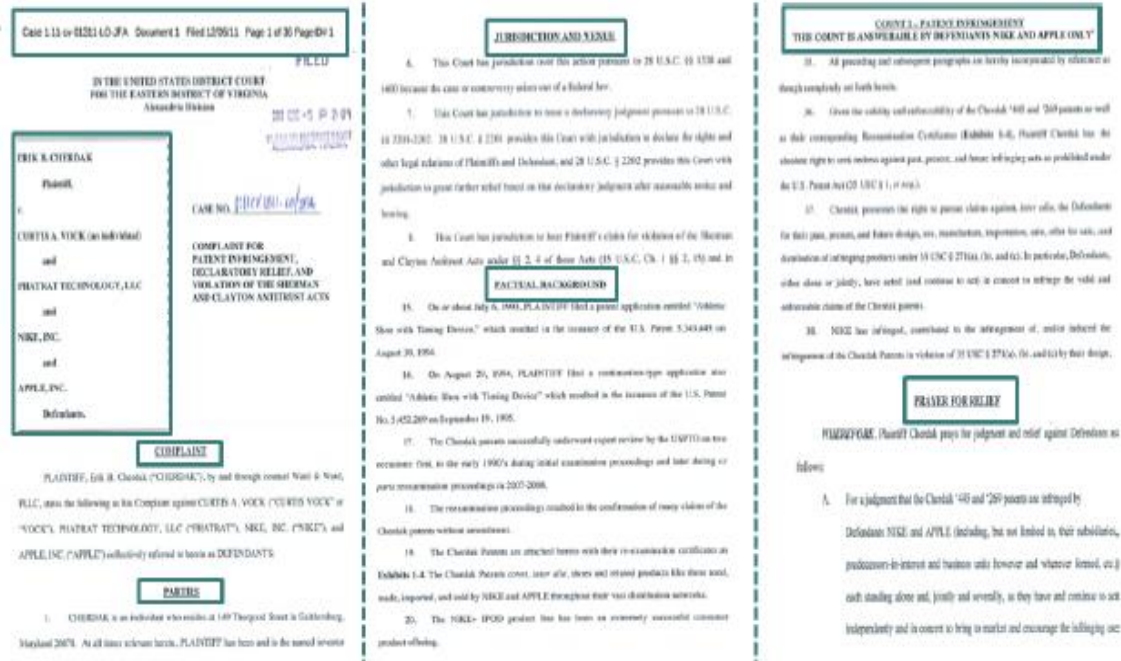 Case 1:11-cv-01311-LO-JFA Document 1 Filed 12/05/11 Page 1 of 36 PageID# 1
FILED
IN THE UNITED STATES DISTRICT COURT
FOR THE EASTERN DISTRICT OF VIRGINIA
Alexandria Division
ERIK B. CHERDAK
Plaintiff,
v.
CURTIS A. VOCK (an individual)
and
PHATRAT TECHNOLOGY, LLC
and
NIKE, INC.
and
APPLE, INC.
Defendants.
CASE NO.
COMPLAINT FOR
PATENT INFRINGEMENT,
DECLARATORY RELIEF, AND
VIOLATION OF THE SHERMAN
AND CLAYTON ANTITRUST ACTS
COMPLAINT
PLAINTIFF, Erik B. Cherdak ("CHERDAK"), by and through counsel Ward & Ward,
PLLC, states the following as his Complaint against CURTIS A. VOCK ("CURTIS VOCK" or
"VOCK"), PHATRAT TECHNOLOGY, LLC ("PHATRAT"), NIKE, INC. ("NIKE"), and
APPLE, INC. ("APPLE") collectively referred to herein as DEFENDANTS:
PARTIES
1. CHERDAK is an individual who resides at 149 Thurgood Street in Gaithersburg,
Maryland 20878. At all times relevant herein, PLAINTIFF has been and is the named inventor
JURISDICTION AND VENUE
6. This Court has jurisdiction over this action pursuant to 28 U.S.C. §§ 1338 and
1400 because the case or controversy arises out of a federal law.
7. This Court has jurisdiction to issue a declaratory judgment pursuant to 28 U.S.C.
§§ 2201-2202. 28 U.S.C. § 2201 provides this Court with jurisdiction to declare the rights and
other legal relations of Plaintiffs and Defendant, and 28 U.S.C. § 2202 provides this Court with
jurisdiction to grant further relief based on that declaratory judgment after reasonable notice and
hearing.
8. This Court has jurisdiction to hear Plaintiff's claim for violation of the Sherman
and Clayton Antitrust Acts under §§ 2, 4 of those Acts (15 U.S.C. Ch. 1 §§ 2, 15) and in
FACTUAL BACKGROUND
15. On or about July 6, 1993, PLAINTIFF filed a patent application entitled "Athletic
Shoe with Timing Device." which resulted in the issuance of the U.S. Patent 5,343,445 on
August 30, 1994.
16. On August 29, 1994, PLAINTIFF filed a continuation-type application also
entitled "Athletic Shoe with Timing Device" which resulted in the issuance of the U.S. Patent
No. 5,452,269 on September 19, 1995.
17. The Cherdak patents successfully underwent expert review by the USPTO on two
occasions: first, in the early 1990's during initial examination proceedings and later during ex
parte reexamination proceedings in 2007-2008.
18. The reexamination proceedings resulted in the confirmation of many claims of the
Cherdak patents without amendment.
19. The Cherdak Patents are attached hereto with their re-examination certificates as
Exhibits 1-4. The Cherdak Patents cover, inter alia, shoes and related products like those used,
made, imported, and sold by NIKE and APPLE throughout their vast distribution networks.
20. The NIKE+ IPOD product line has been an extremely successful consumer
product offering.
COUNT I - PATENT INFRINGEMENT
THIS COUNT IS ANSWERABLE BY DEFENDANTS NIKE AND APPLE ONLY
35. All preceding and subsequent paragraphs are hereby incorporated by reference as
though completely set forth herein.
36. Given the validity and enforceability of the Cherdak '445 and '269 patents as well
as their corresponding Reexamination Certificates (Exhibits 1-4), Plaintiff Cherdak has the
absolute right to seek redress against past, present, and future infringing acts as prohibited under
the U.S. Patent Act (35 USC § 1, et seq.).
37. Cherdak possesses the right to pursue claims against, inter alia, the Defendants
for their past, present, and future design, use, manufacture, importation, sale, offer for sale, and
distribution of infringing products under 35 USC § 271(a), (b), and (c). In particular, Defendants,
either alone or jointly, have acted (and continue to act) in concert to infringe the valid and
enforceable claims of the Cherdak patents.
38. NIKE has infringed, contributed to the infringement of, and/or induced the
infringement of the Cherdak Patents in violation of 35 USC § 271(a), (b), and (c) by their design,
PRAYER FOR RELIEF
WHEREFORE, Plaintiff Cherdak prays for judgment and relief against Defendants as
follows:
A. For a judgment that the Cherdak '445 and '269 patents are infringed by
Defendants NIKE and APPLE (including, but not limited to, their subsidiaries,
predecessors-in-interest and business units however and wherever formed, etc.)
each standing alone and, jointly and severally, as they have and continue to act
independently and in concert to bring to market and encourage the infringing use